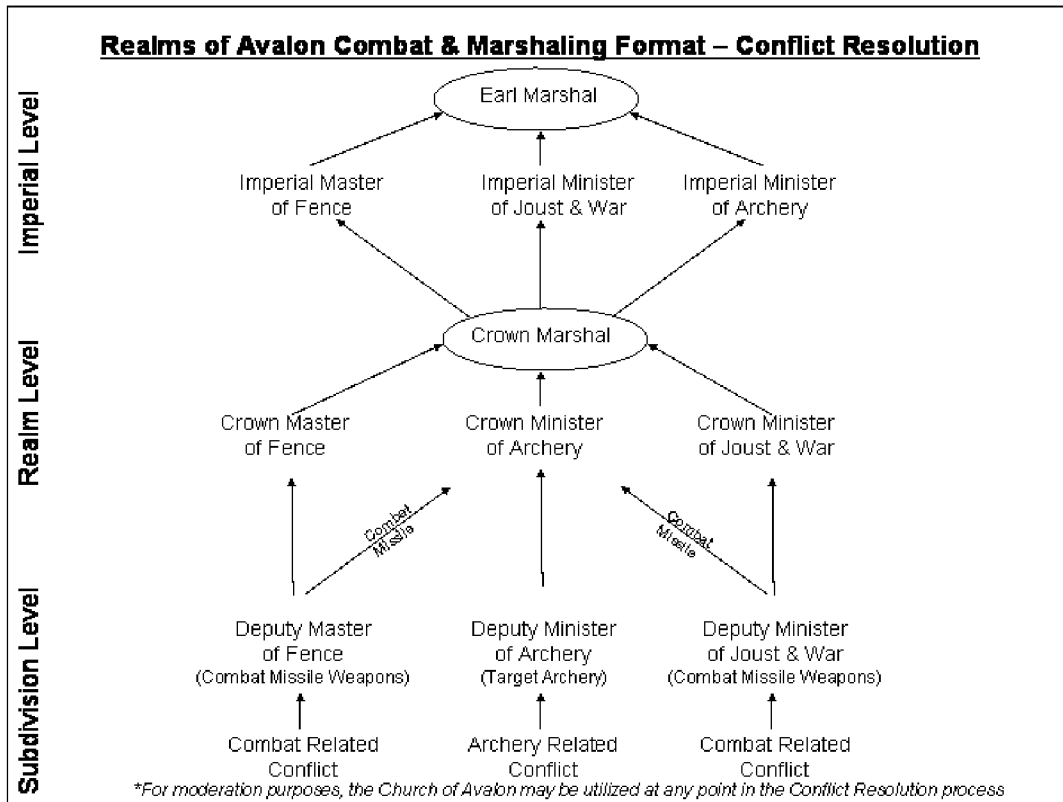 Realms of Avalon Combat & Marshaling Format – Conflict Resolution
Imperial Level
Earl Marshal
Imperial Master
of Fence
Imperial Minister
of Joust & War
Imperial Minister
of Archery
Realm Level
Crown Marshal
Crown Master
of Fence
Crown Minister
of Archery
Crown Minister
of Joust & War
Combat
Missile
Combat
Missile
Subdivision Level
Deputy Master
of Fence
(Combat Missile Weapons)
Deputy Minister
of Archery
(Target Archery)
Deputy Minister
of Joust & War
(Combat Missile Weapons)
Combat Related
Conflict
Archery Related
Conflict
Combat Related
Conflict
*For moderation purposes, the Church of Avalon may be utilized at any point in the Conflict Resolution process